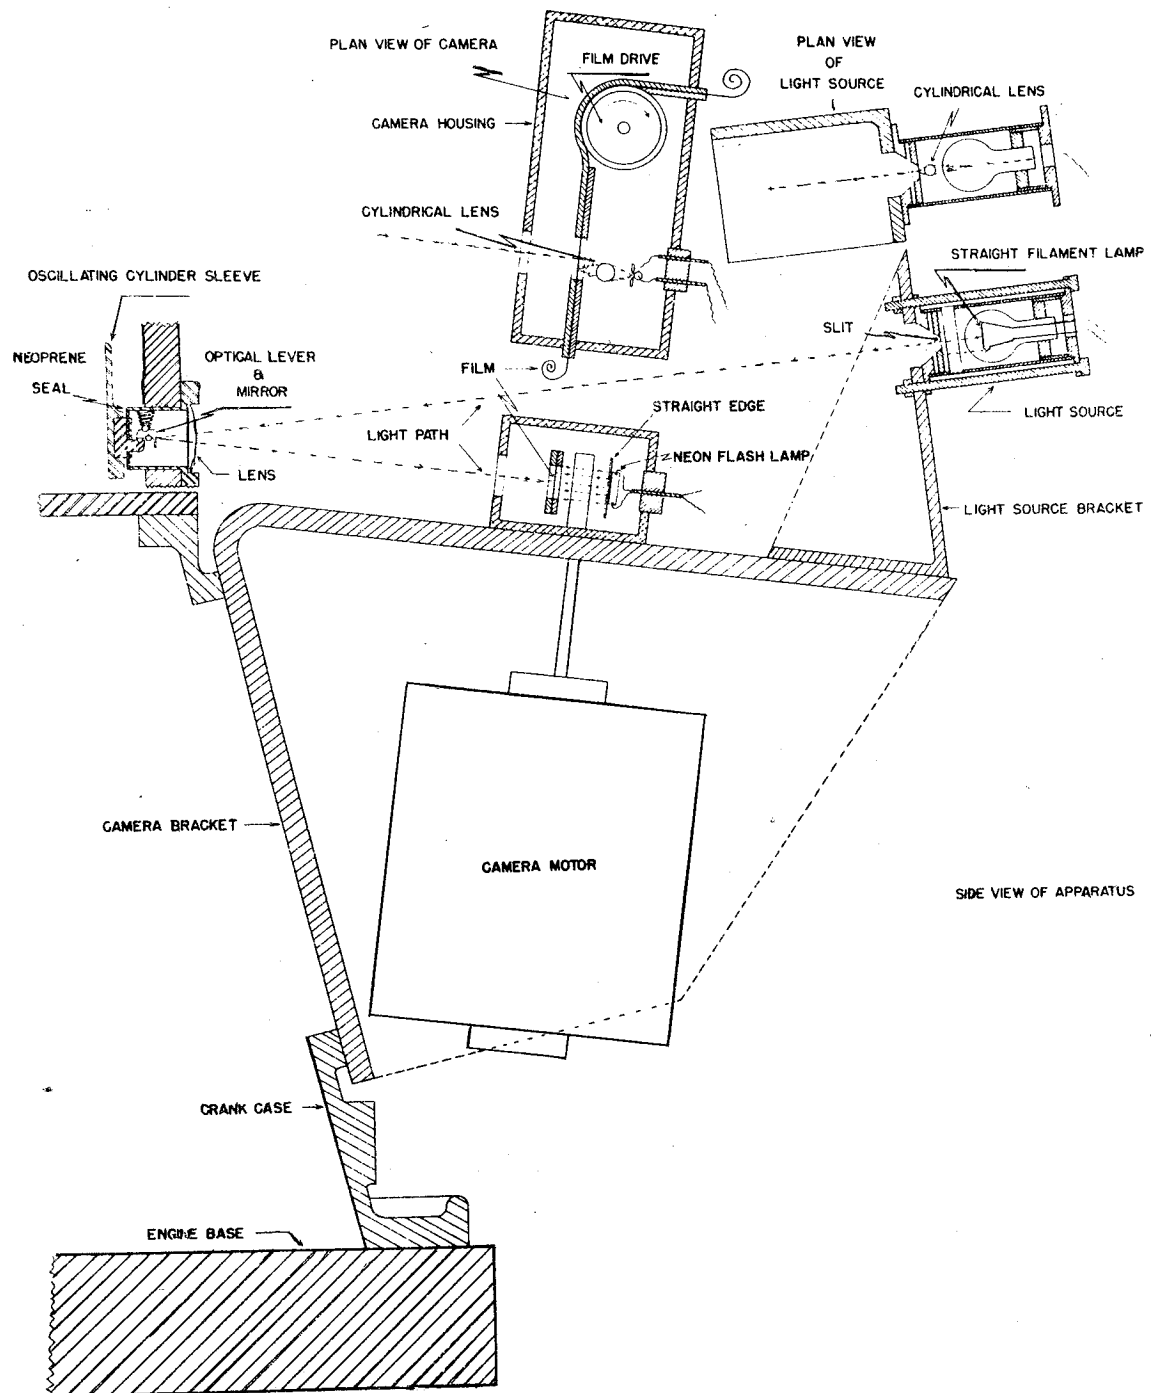 PLAN VIEW OF CAMERA
FILM DRIVE
PLAN VIEW
OF
LIGHT SOURCE
CYLINDRICAL LENS
CAMERA HOUSING
CYLINDRICAL LENS
STRAIGHT FILAMENT LAMP
OSCILLATING CYLINDER SLEEVE
SLIT
NEOPRENE
SEAL
OPTICAL LEVER
&
MIRROR
FILM
STRAIGHT EDGE
LIGHT SOURCE
LIGHT PATH
NEON FLASH LAMP
LENS
LIGHT SOURCE BRACKET
CAMERA BRACKET
CAMERA MOTOR
SIDE VIEW OF APPARATUS
CRANK CASE
ENGINE BASE